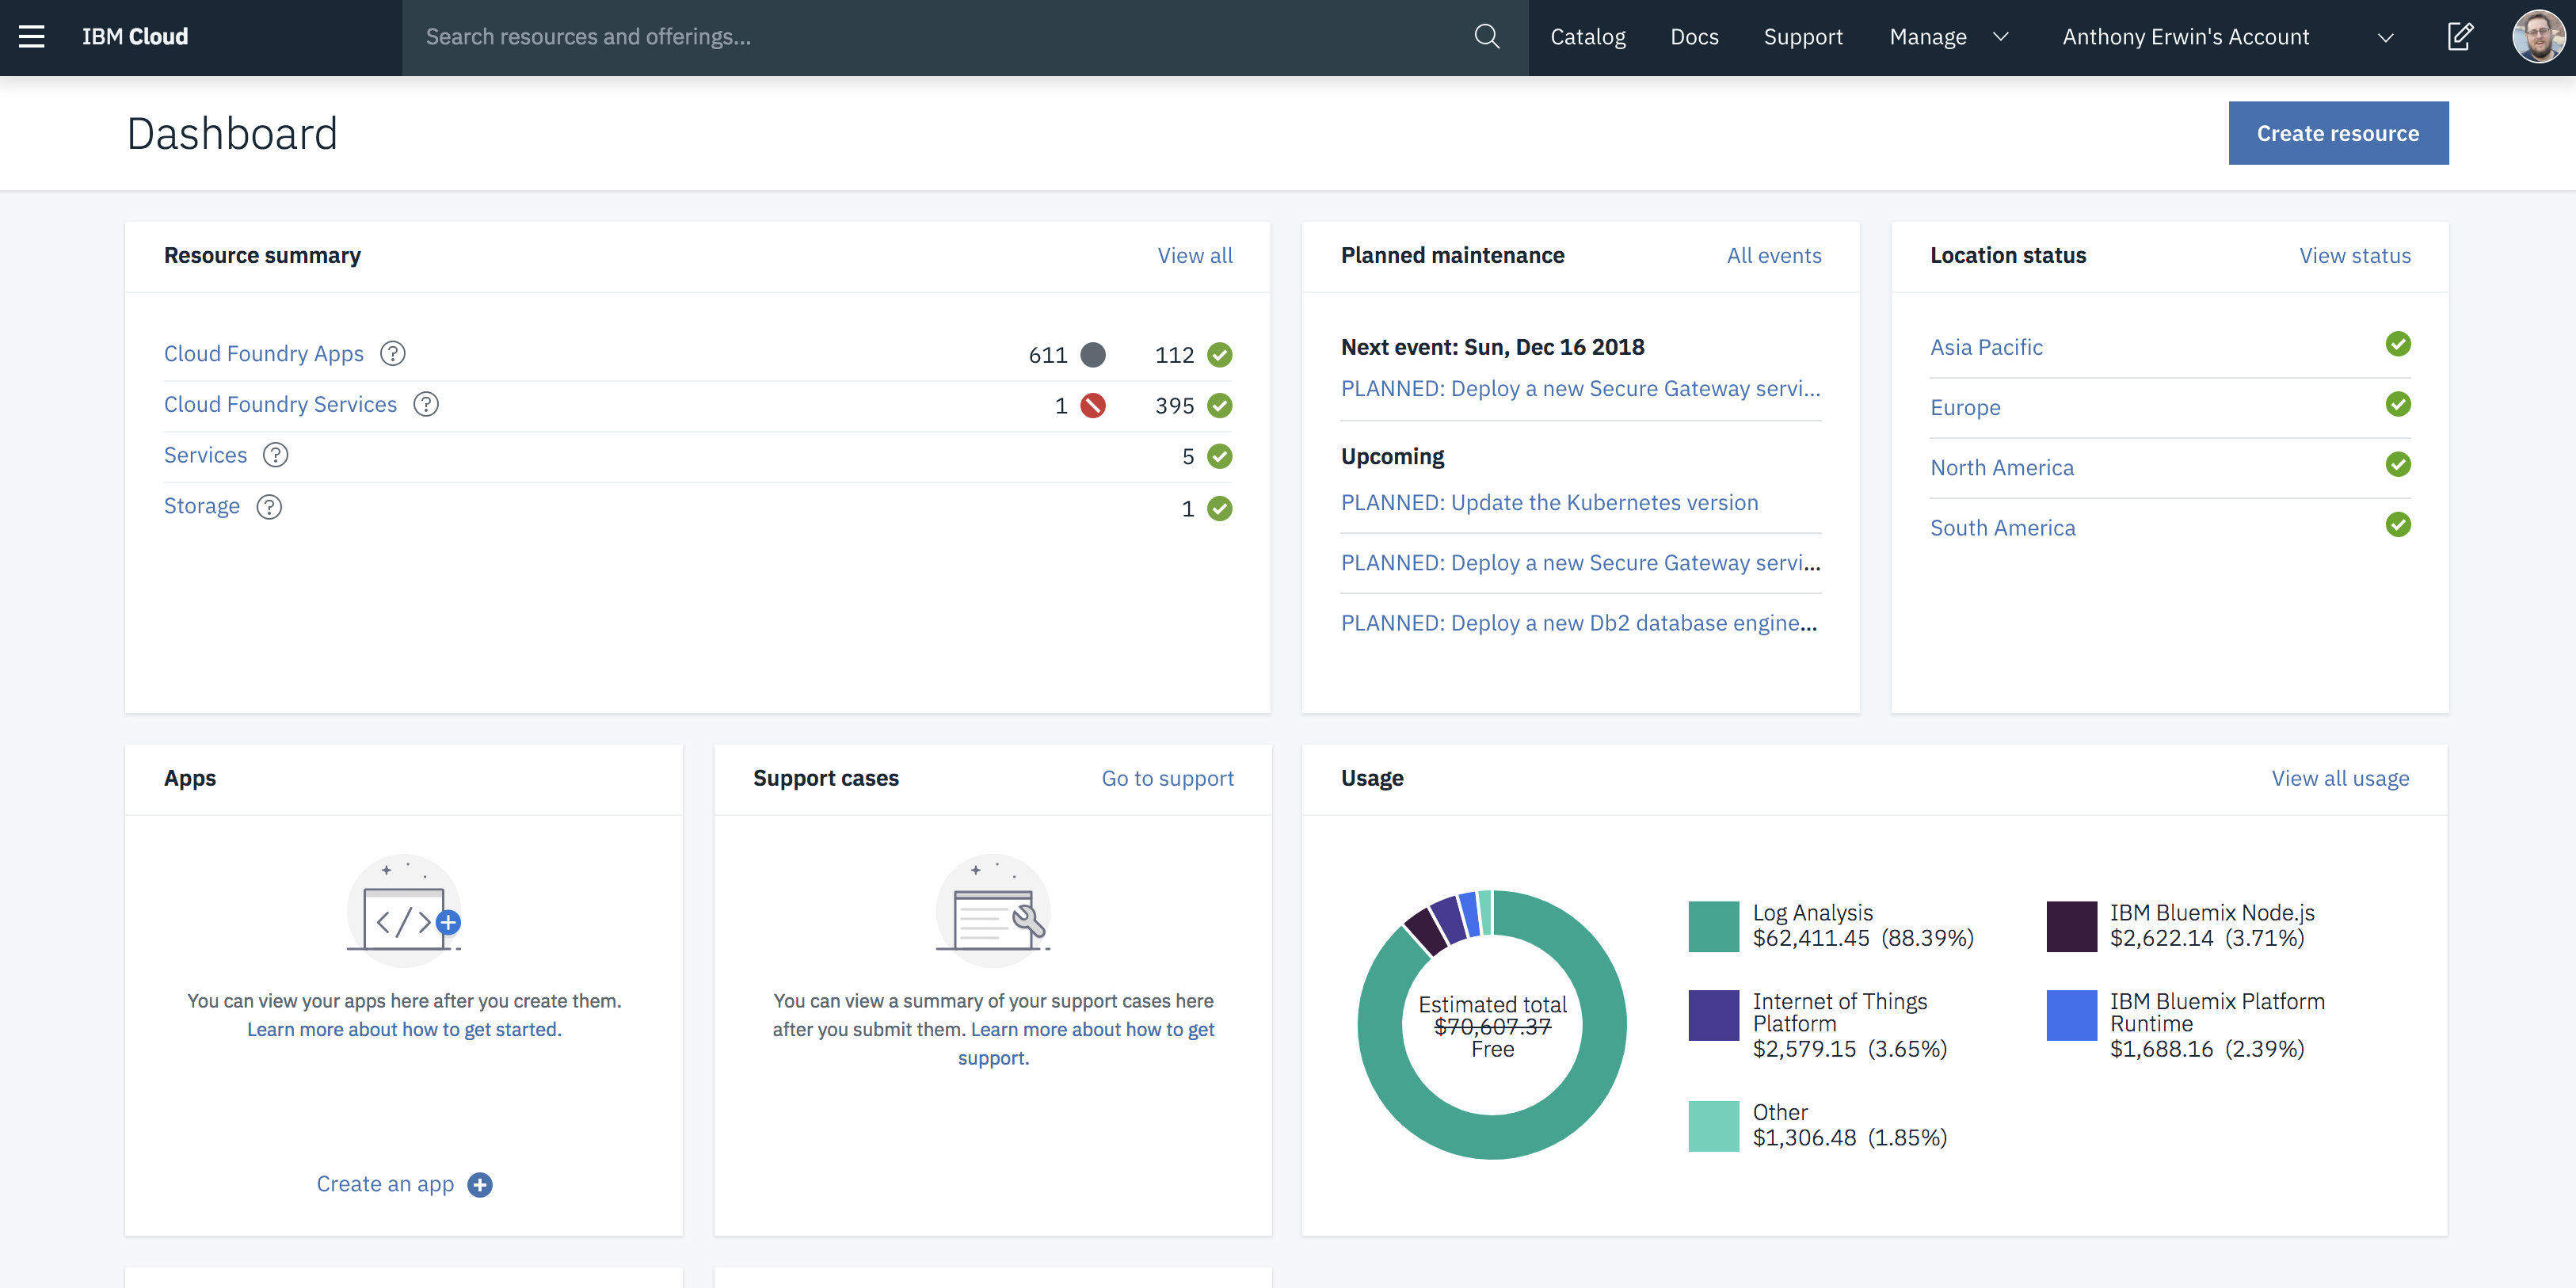 IBM Cloud
Search resources and offerings...
Catalog
Docs
Support
Manage
Anthony Erwin's Account
Dashboard
Create resource
Resource summary
View all
Cloud Foundry Apps ?
611
112
Cloud Foundry Services ?
1
395
Services ?
5
Storage ?
1
Planned maintenance
All events
Next event: Sun, Dec 16 2018
PLANNED: Deploy a new Secure Gateway servi...
Upcoming
PLANNED: Update the Kubernetes version
PLANNED: Deploy a new Secure Gateway servi...
PLANNED: Deploy a new Db2 database engine...
Location status
View status
Asia Pacific
Europe
North America
South America
Apps
</>
You can view your apps here after you create them.
Learn more about how to get started.
Create an app
Support cases
Go to support
You can view a summary of your support cases here
after you submit them. Learn more about how to get
support.
Usage
View all usage
Estimated total
$70,607.37
Free
Log Analysis
$62,411.45 (88.39%)
IBM Bluemix Node.js
$2,622.14 (3.71%)
Internet of Things
Platform
$2,579.15 (3.65%)
IBM Bluemix Platform
Runtime
$1,688.16 (2.39%)
Other
$1,306.48 (1.85%)